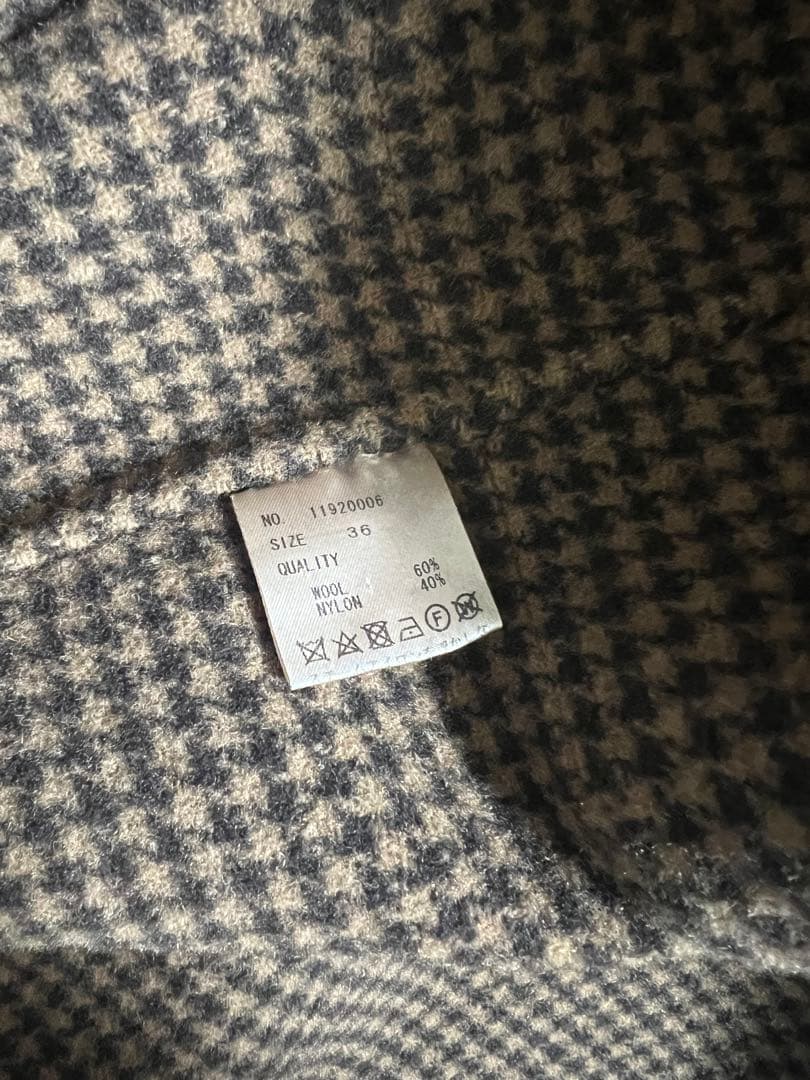 NO. 11920006
SIZE 36
QUALITY
WOOL 60%
NYLON 40%
F W